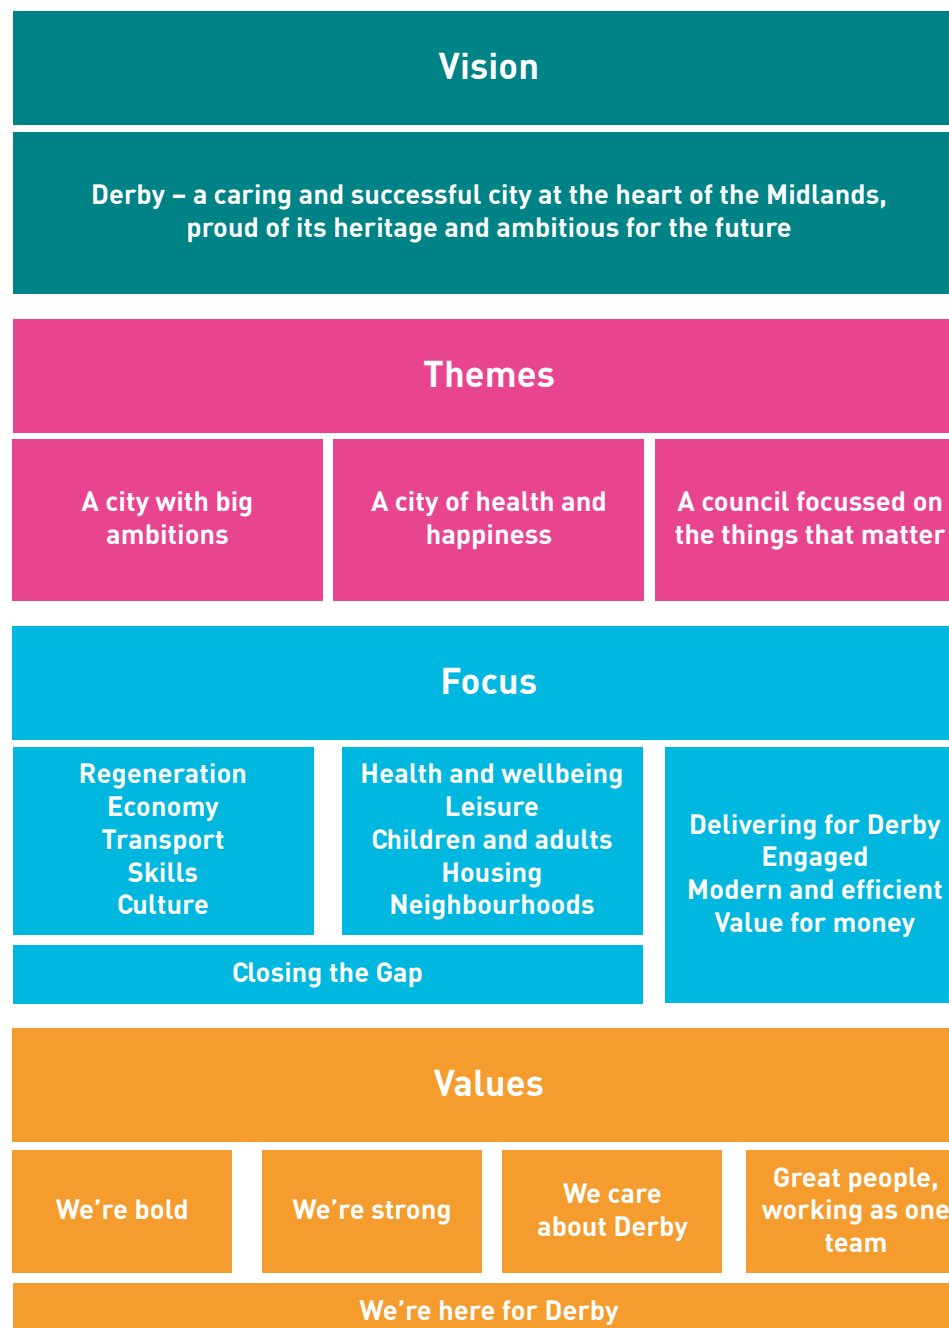 Vision
Derby – a caring and successful city at the heart of the Midlands,
proud of its heritage and ambitious for the future
Themes
A city with big
ambitions
A city of health and
happiness
A council focussed on
the things that matter
Focus
Regeneration
Economy
Transport
Skills
Culture
Health and wellbeing
Leisure
Children and adults
Housing
Neighbourhoods
Delivering for Derby
Engaged
Modern and efficient
Value for money
Closing the Gap
Values
We’re bold
We’re strong
We care
about Derby
Great people,
working as one
team
We’re here for Derby